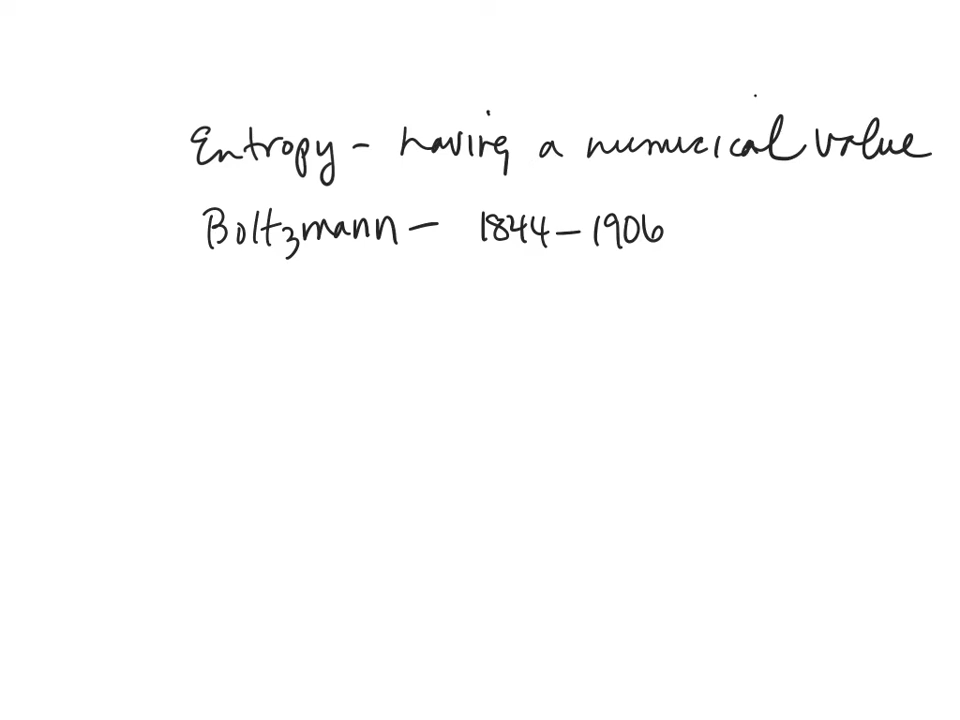 Entropy - having a numerical value
Boltzmann - 1844-1906